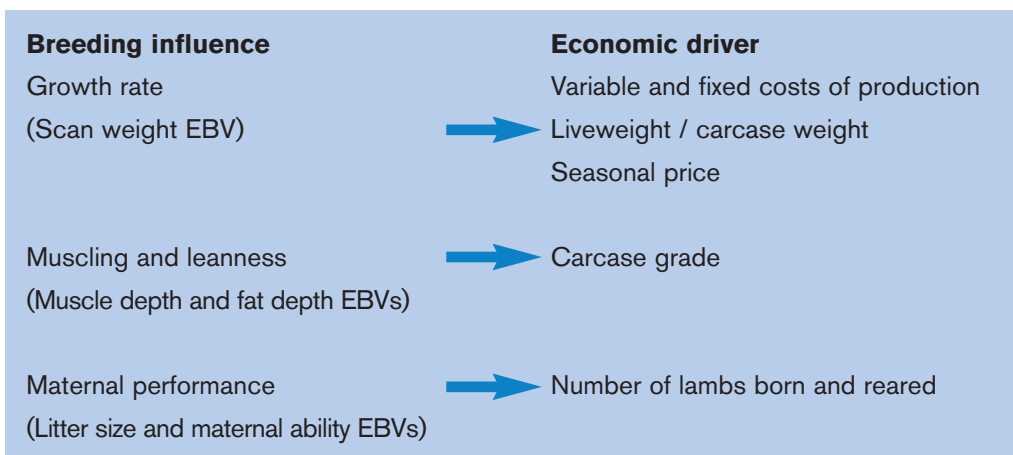 Breeding influence Economic driver
Growth rate Variable and fixed costs of production
(Scan weight EBV) Liveweight / carcase weight
Seasonal price
Muscling and leanness Carcase grade
(Muscle depth and fat depth EBVs)
Maternal performance Number of lambs born and reared
(Litter size and maternal ability EBVs)